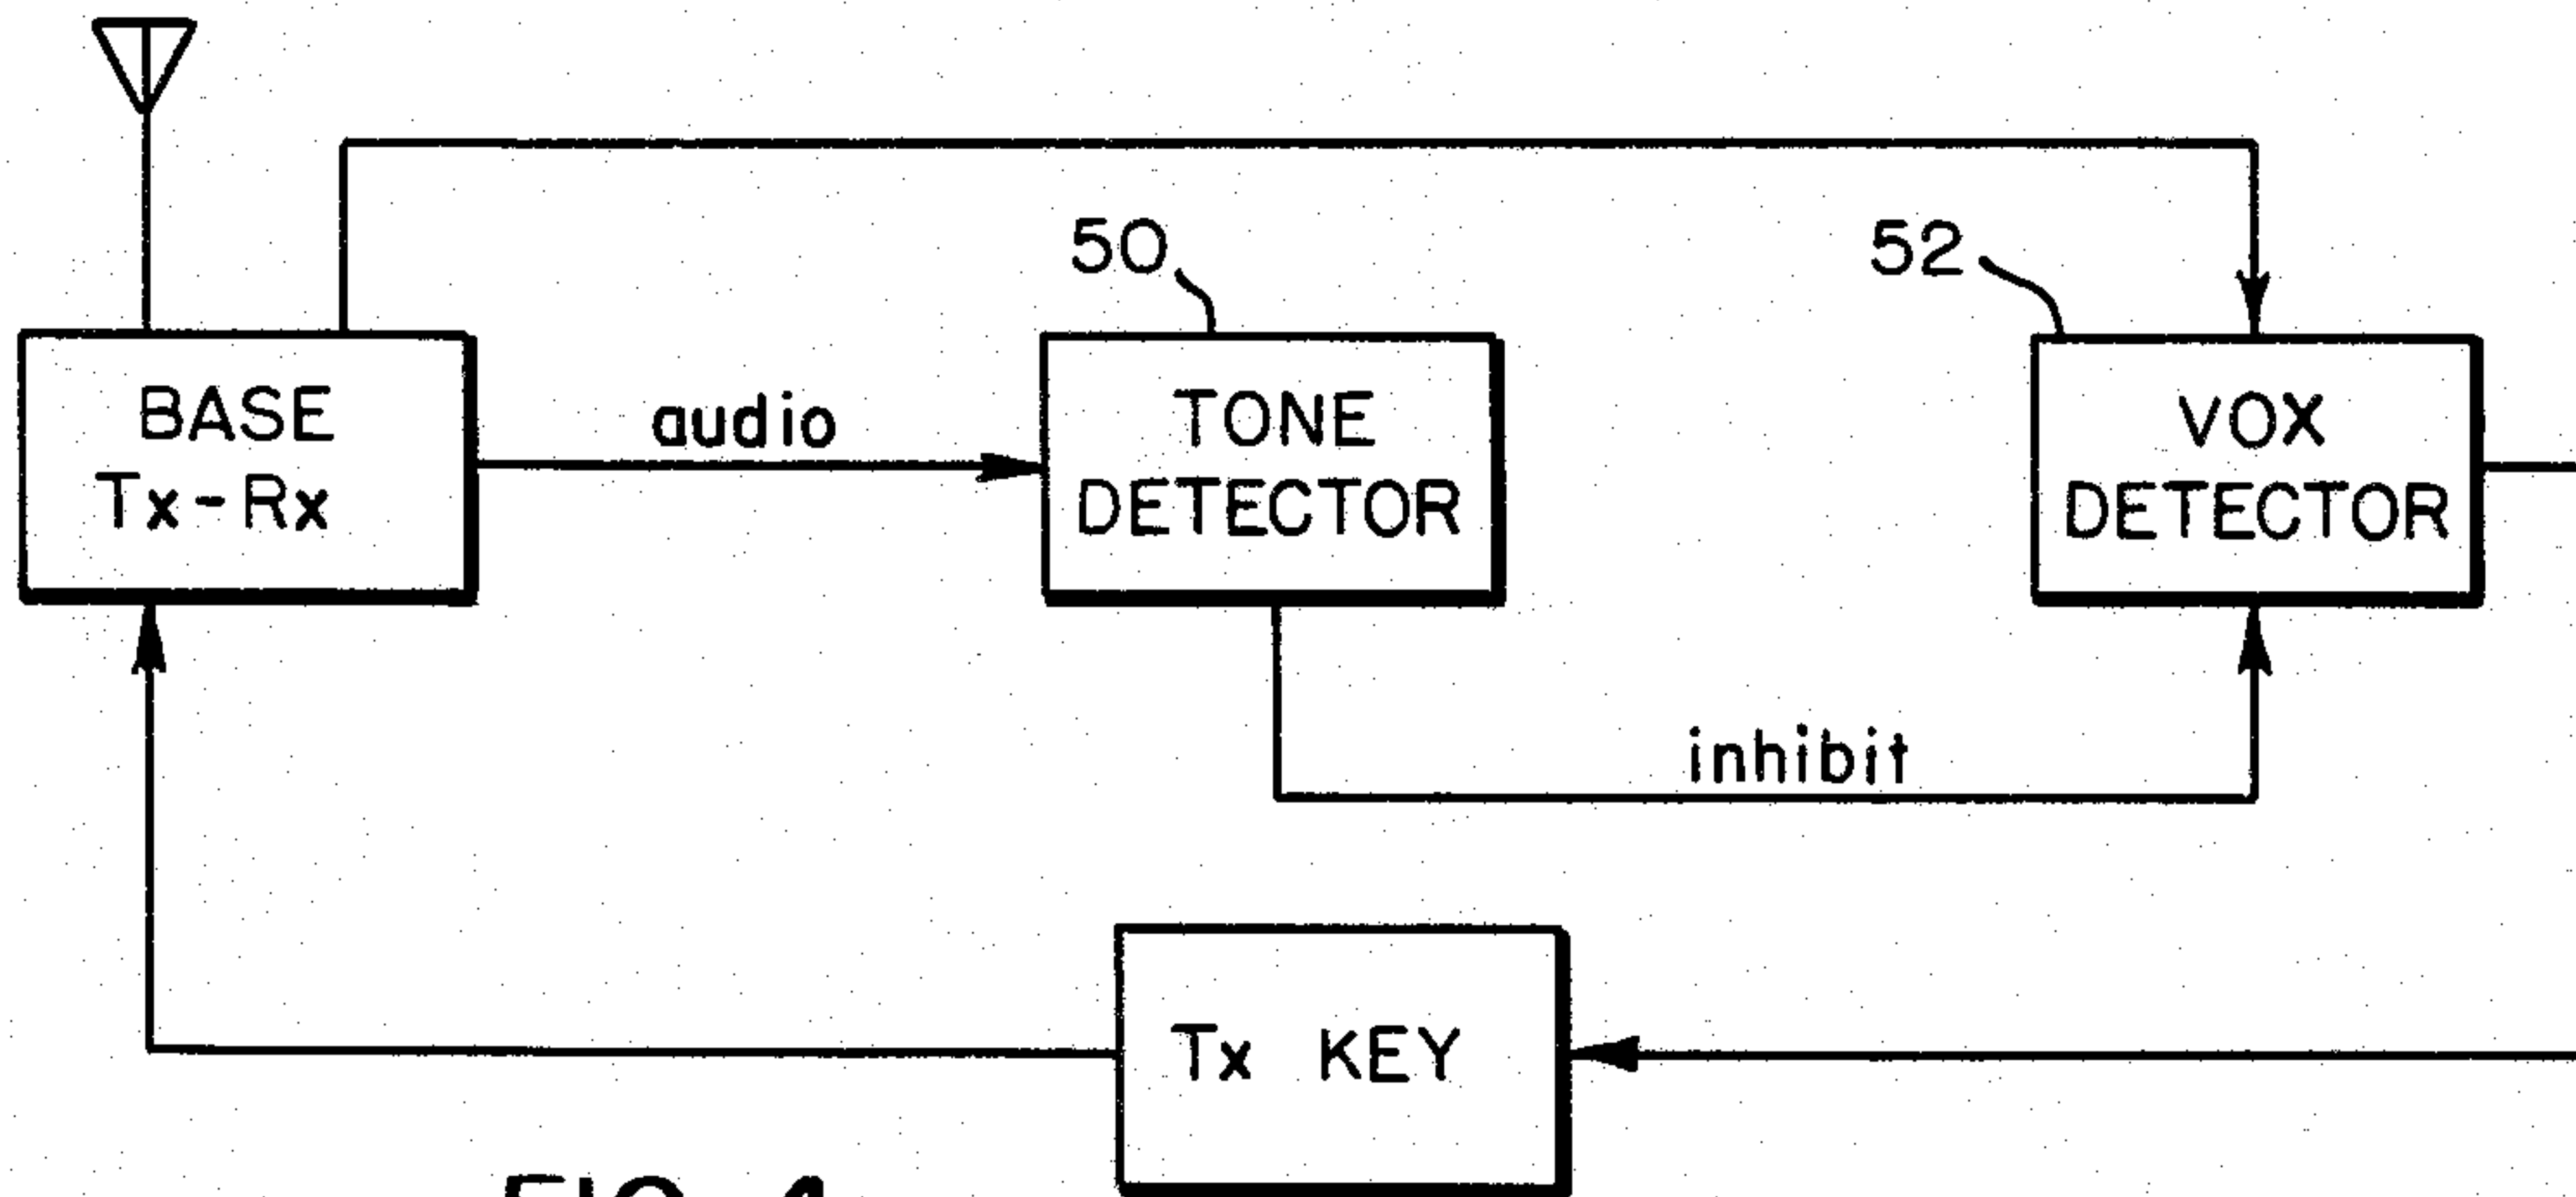 50
52
BASE
Tx-Rx
audio
TONE
DETECTOR
VOX
DETECTOR
inhibit
Tx KEY